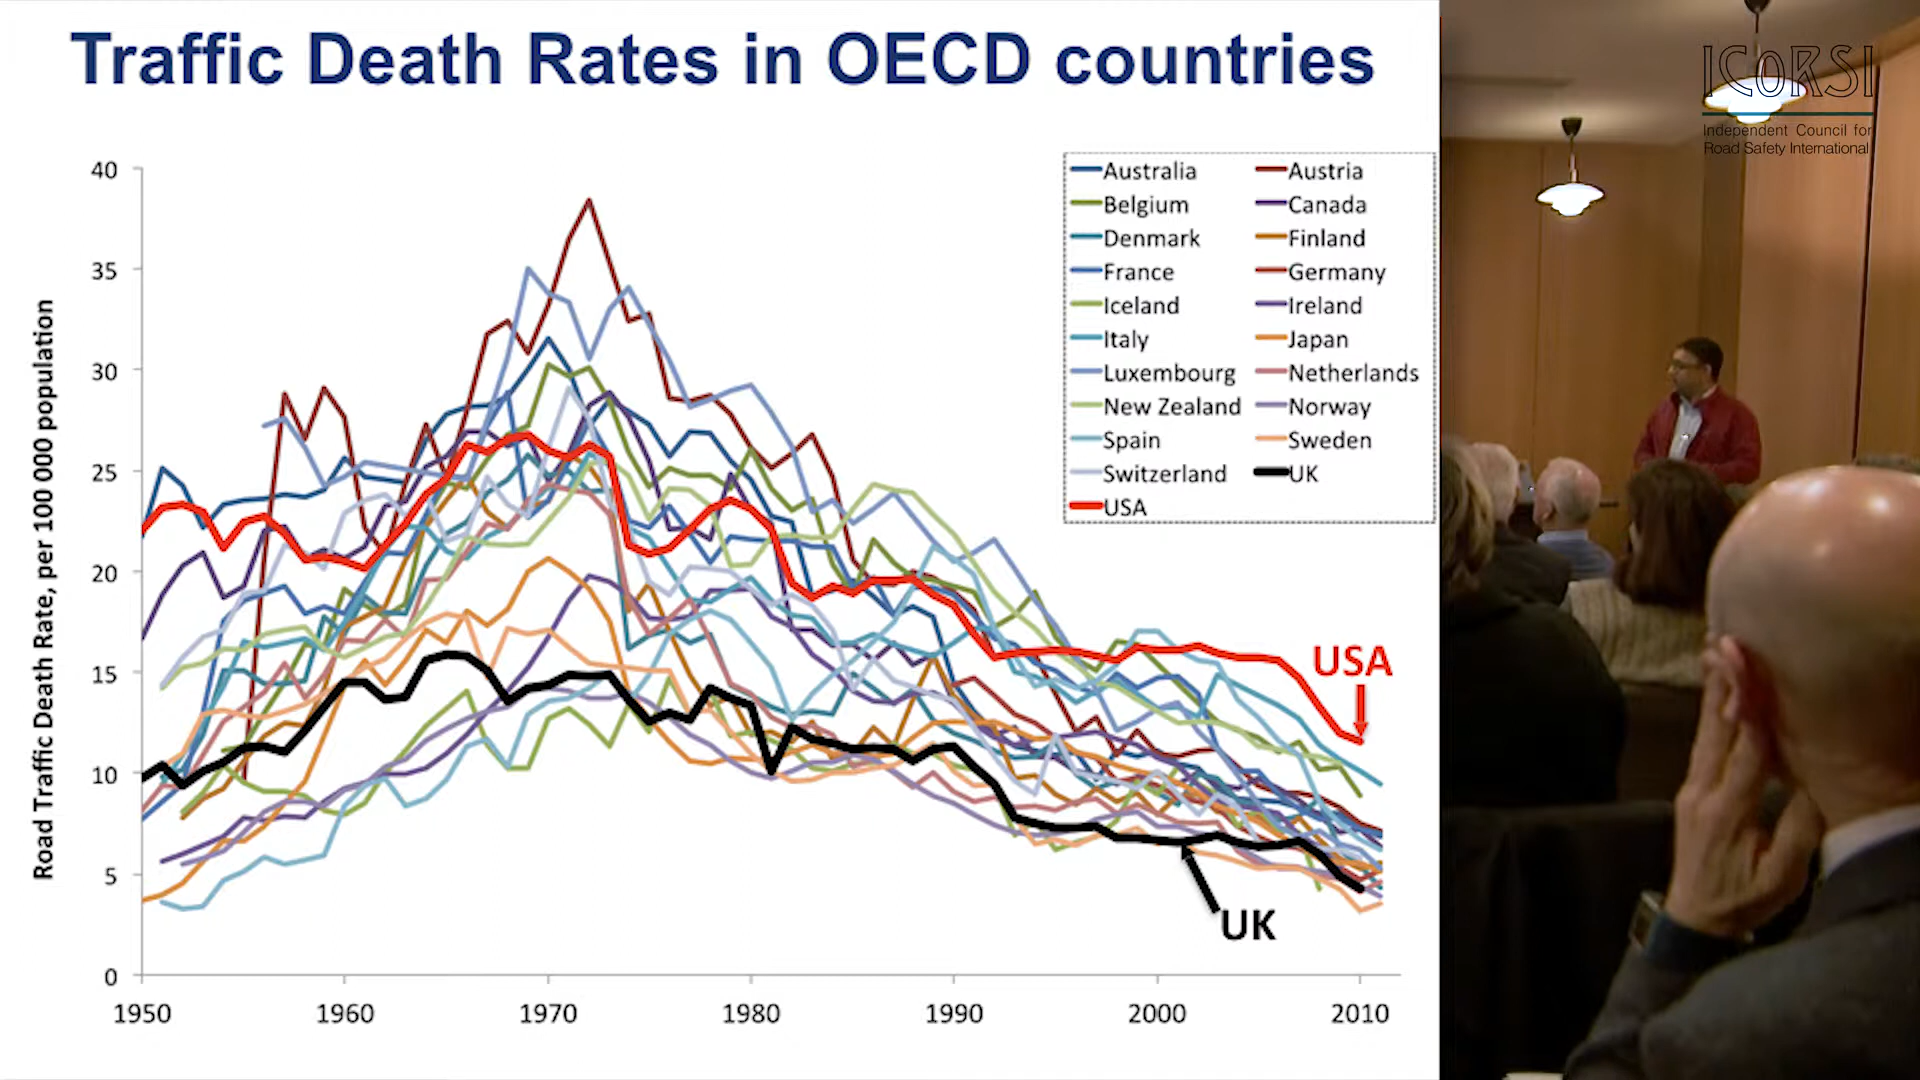 Traffic Death Rates in OECD countries
Road Traffic Death Rate, per 100 000 population
40
35
30
25
20
15
10
5
0
1950 1960 1970 1980 1990 2000 2010
Australia Austria
Belgium Canada
Denmark Finland
France Germany
Iceland Ireland
Italy Japan
Luxembourg Netherlands
New Zealand Norway
Spain Sweden
Switzerland UK
USA
USA
UK
ICORSI
Independent Council for
Road Safety International